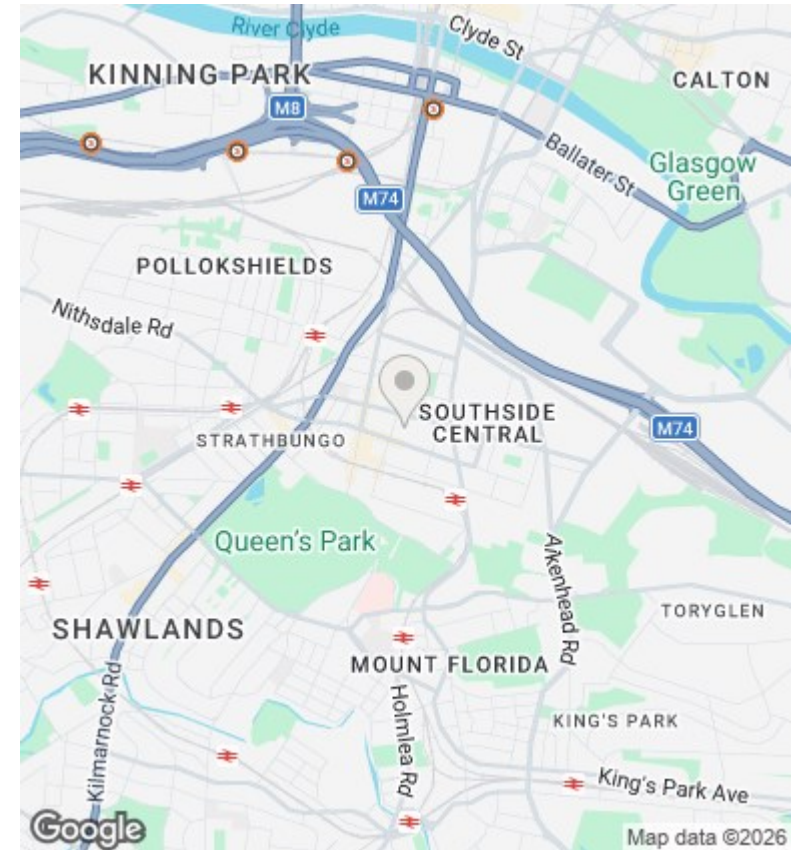 River Clyde
Clyde St
KINNING PARK
CALTON
M8
Ballater St
Glasgow
Green
M74
POLLOKSHIELDS
Nithsdale Rd
SOUTHSIDE
CENTRAL
M74
STRATHBUNGO
Queen's Park
Aikenhead Rd
TORYGLEN
SHAWLANDS
MOUNT FLORIDA
Kilmarnock Rd
Holmlea Rd
KING'S PARK
King's Park Ave
Google
Map data ©2026